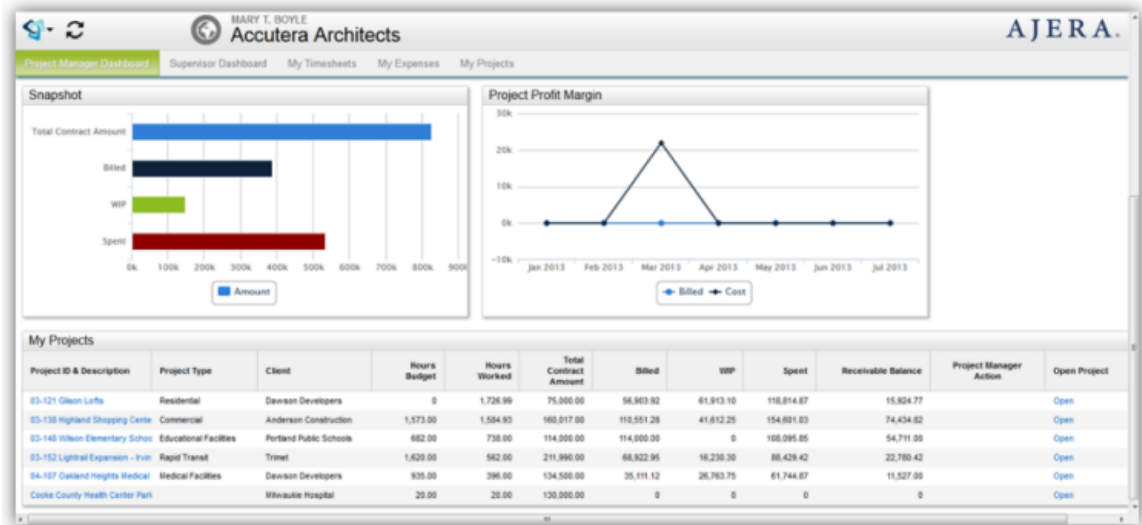 MARY T. BOYLE
Accutera Architects
AJERA.
Project Manager Dashboard Supervisor Dashboard My Timesheets My Expenses My Projects
Snapshot
Total Contract Amount
Billed
WIP
Spent
0k 100k 200k 300k 400k 500k 600k 700k 800k 900
Amount
Project Profit Margin
30k
20k
10k
0k
-10k
Jan 2013 Feb 2013 Mar 2013 Apr 2013 May 2013 Jun 2013 Jul 2013
Billed Cost
My Projects
Project ID & Description Project Type Client Hours Budget Hours Worked Total Contract Amount Billed WIP Spent Receivable Balance Project Manager Action Open Project
03-121 Gilson Lofts Residential Dawson Developers 0 1,726.99 75,000.00 56,903.92 61,913.10 118,814.87 15,924.77 Open
03-138 Highland Shopping Cente Commercial Anderson Construction 1,573.00 1,584.93 160,017.00 110,551.28 41,612.25 154,601.03 74,434.82 Open
03-148 Wilson Elementary Schoo Educational Facilities Portland Public Schools 682.00 738.00 114,000.00 114,000.00 0 108,095.85 54,711.00 Open
03-152 Lightrail Expansion - Irvin Rapid Transit Trimet 1,620.00 562.00 211,990.00 68,922.95 16,230.30 88,429.42 22,780.42 Open
04-107 Oakland Heights Medical Medical Facilities Dawson Developers 935.00 396.00 134,500.00 35,111.12 26,763.75 61,744.87 11,527.00 Open
Cooke County Health Center Park Milwaukie Hospital 20.00 20.00 130,000.00 0 0 0 0 Open